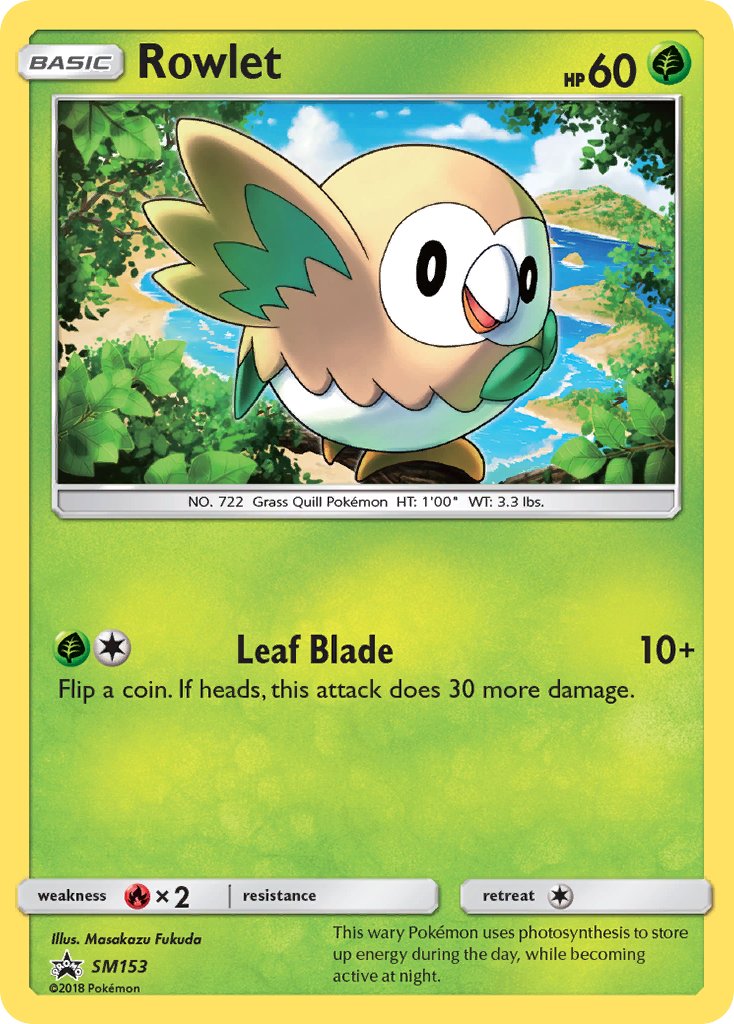 BASIC Rowlet HP60
NO. 722 Grass Quill Pokémon HT: 1'00" WT: 3.3 lbs.
Leaf Blade 10+
Flip a coin. If heads, this attack does 30 more damage.
weakness ×2 resistance retreat
Illus. Masakazu Fukuda
This wary Pokémon uses photosynthesis to store
up energy during the day, while becoming
active at night.
PROMO SM153
©2018 Pokémon